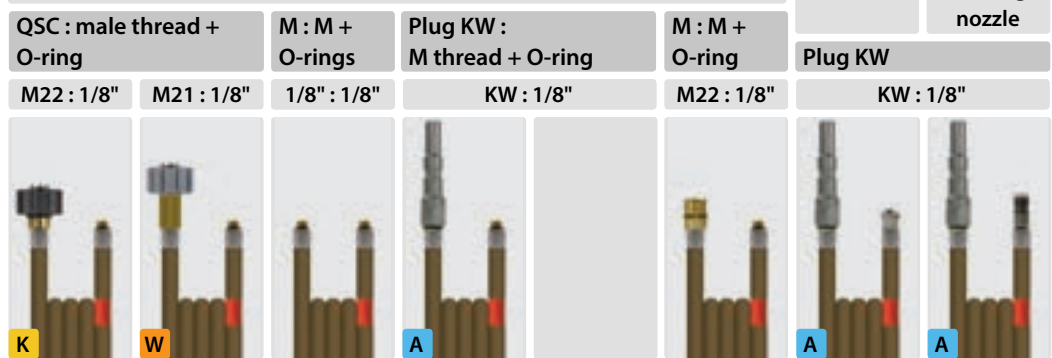 nozzle
QSC : male thread +
O-ring
M : M +
O-rings
Plug KW :
M thread + O-ring
M : M +
O-ring
Plug KW
M22 : 1/8"
M21 : 1/8"
1/8" : 1/8"
KW : 1/8"
M22 : 1/8"
KW : 1/8"
K
W
A
A
A